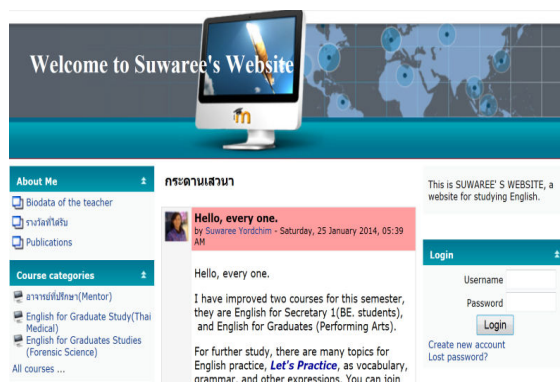 Welcome to Suwaree's Website
m
About Me
Biodata of the teacher
รางวัลที่ได้รับ
Publications
Course categories
อาจารย์ที่ปรึกษา(Mentor)
English for Graduate Study(Thai
Medical)
English for Graduates Studies
(Forensic Science)
All courses ...
กระดานเสวนา
Hello, every one.
by Suwaree Yordchim - Saturday, 25 January 2014, 05:39
AM
Hello, every one.
I have improved two courses for this semester,
they are English for Secondary 1(BE. students),
and English for Graduates (Performing Arts).
For further study, there are many topics for
English practice, Let's Practice, as vocabulary,
grammar, and other expressions. You can join
This is SUWAREE' S WEBSITE, a
website for studying English.
Login
Username
Password
Login
Create new account
Lost password?